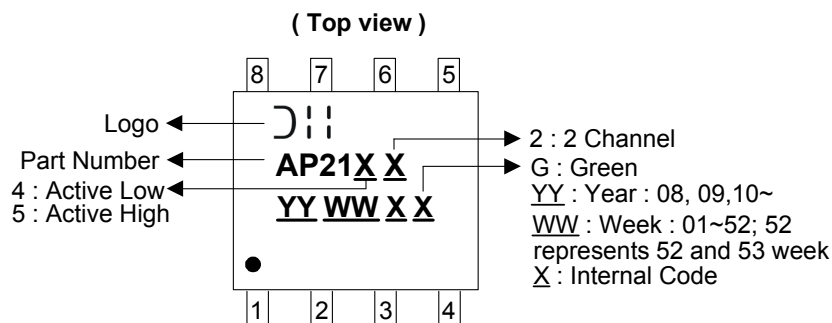 ( Top view )
8 7 6 5
Logo
Part Number
4 : Active Low
5 : Active High
AP21X X
YY WW X X
2 : 2 Channel
G : Green
YY : Year : 08, 09,10~
WW : Week : 01~52; 52
represents 52 and 53 week
X : Internal Code
1 2 3 4